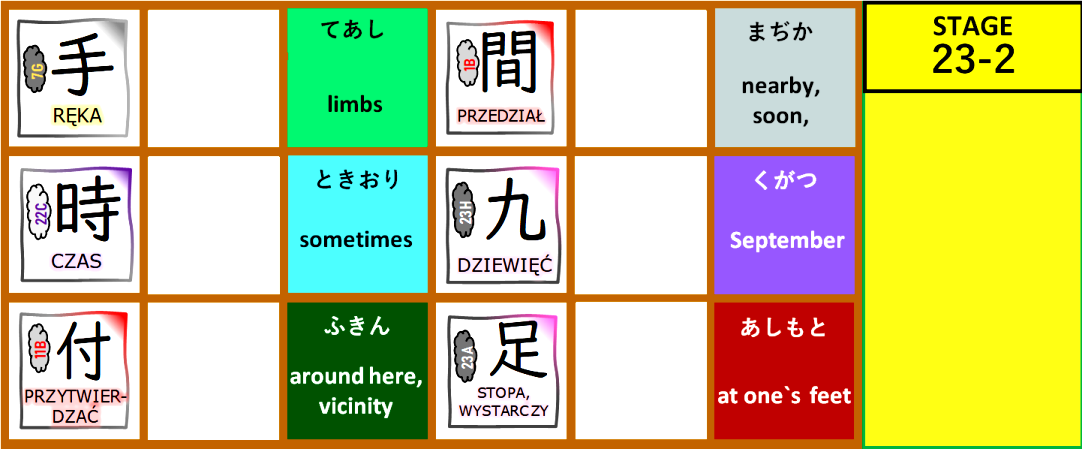 7G
手
RĘKA
てあし
limbs
1B
間
PRZEDZIAŁ
まぢか
nearby,
soon,
STAGE
23-2
22C
時
CZAS
ときおり
sometimes
23H
九
DZIEWIĘĆ
くがつ
September
11B
付
PRZYTWIER-
DZAĆ
ふきん
around here,
vicinity
23A
足
STOPA,
WYSTARCZY
あしもと
at one`s feet